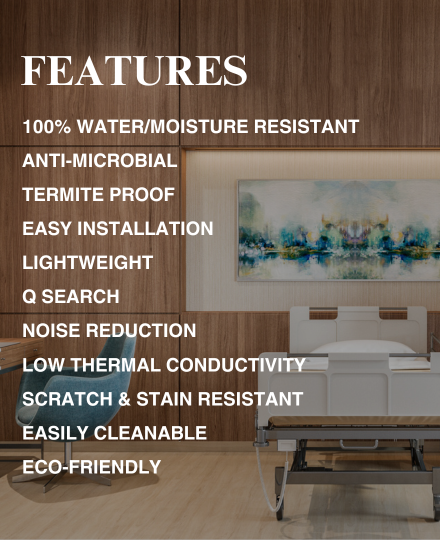 FEATURES
100% WATER/MOISTURE RESISTANT
ANTI-MICROBIAL
TERMITE PROOF
EASY INSTALLATION
LIGHTWEIGHT
Q SEARCH
NOISE REDUCTION
LOW THERMAL CONDUCTIVITY
SCRATCH & STAIN RESISTANT
EASILY CLEANABLE
ECO-FRIENDLY